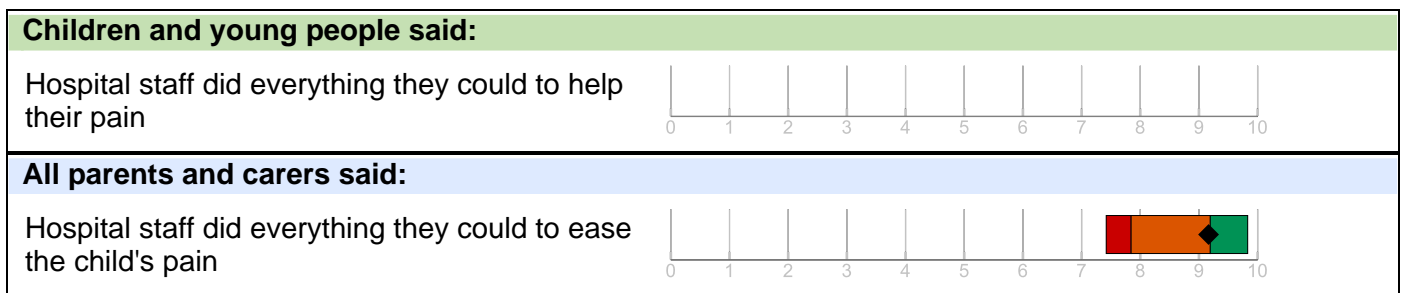 Children and young people said:
Hospital staff did everything they could to help
their pain
0 1 2 3 4 5 6 7 8 9 10
All parents and carers said:
Hospital staff did everything they could to ease
the child's pain
0 1 2 3 4 5 6 7 8 9 10